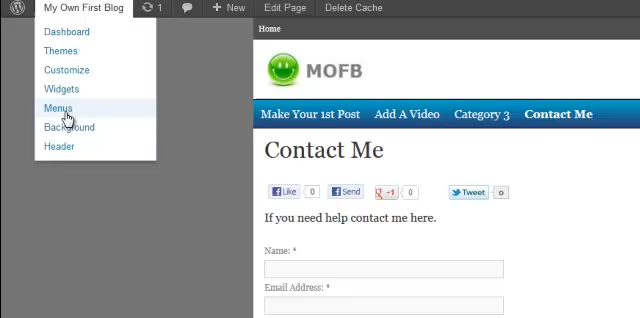 My Own First Blog 1 + New Edit Page Delete Cache
Dashboard
Themes
Customize
Widgets
Menus
Background
Header
Home
MOFB
Make Your 1st Post Add A Video Category 3 Contact Me
Contact Me
Like 0 Send +1 0 Tweet 0
If you need help contact me here.
Name: *
Email Address: *